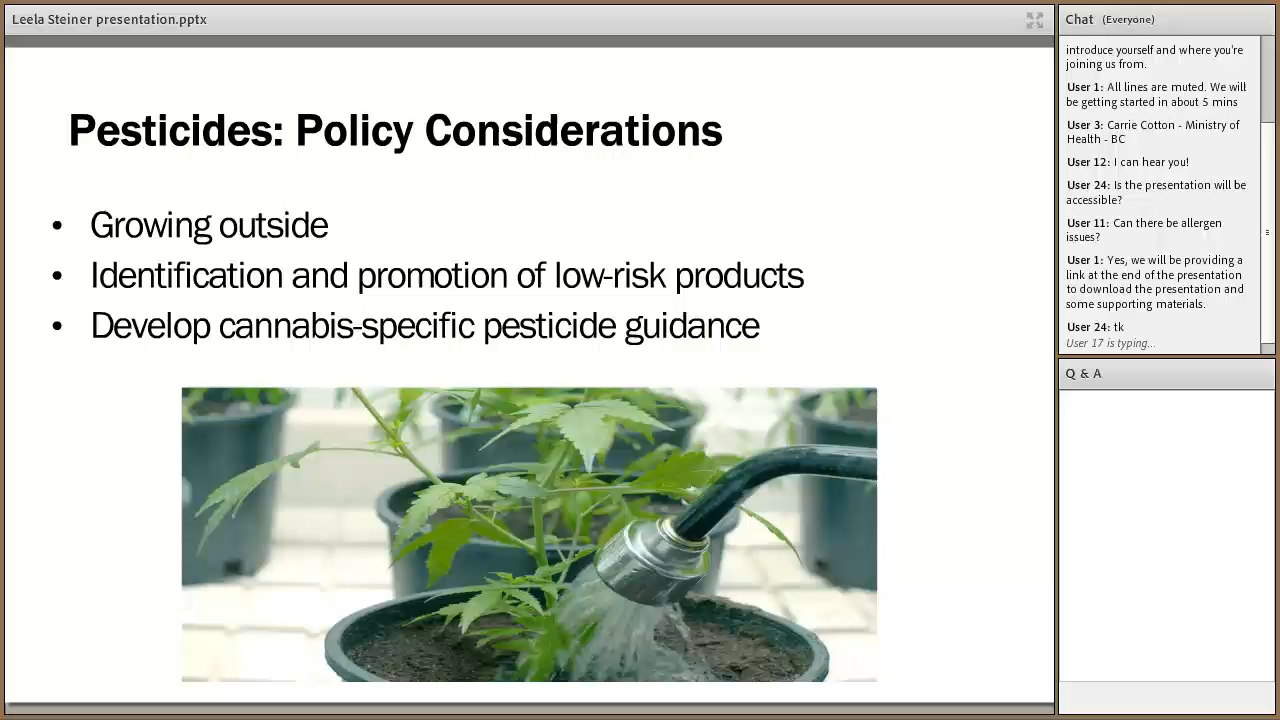 Leela Steiner presentation.pptx
Pesticides: Policy Considerations
• Growing outside
• Identification and promotion of low-risk products
• Develop cannabis-specific pesticide guidance
Chat (Everyone)
introduce yourself and where you're
joining us from.
User 1: All lines are muted. We will
be getting started in about 5 mins
User 3: Carrie Cotton - Ministry of
Health - BC
User 12: I can hear you!
User 24: Is the presentation will be
accessible?
User 11: Can there be allergen
issues?
User 1: Yes, we will be providing a
link at the end of the presentation
to download the presentation and
some supporting materials.
User 24: tk
User 17 is typing...
Q & A